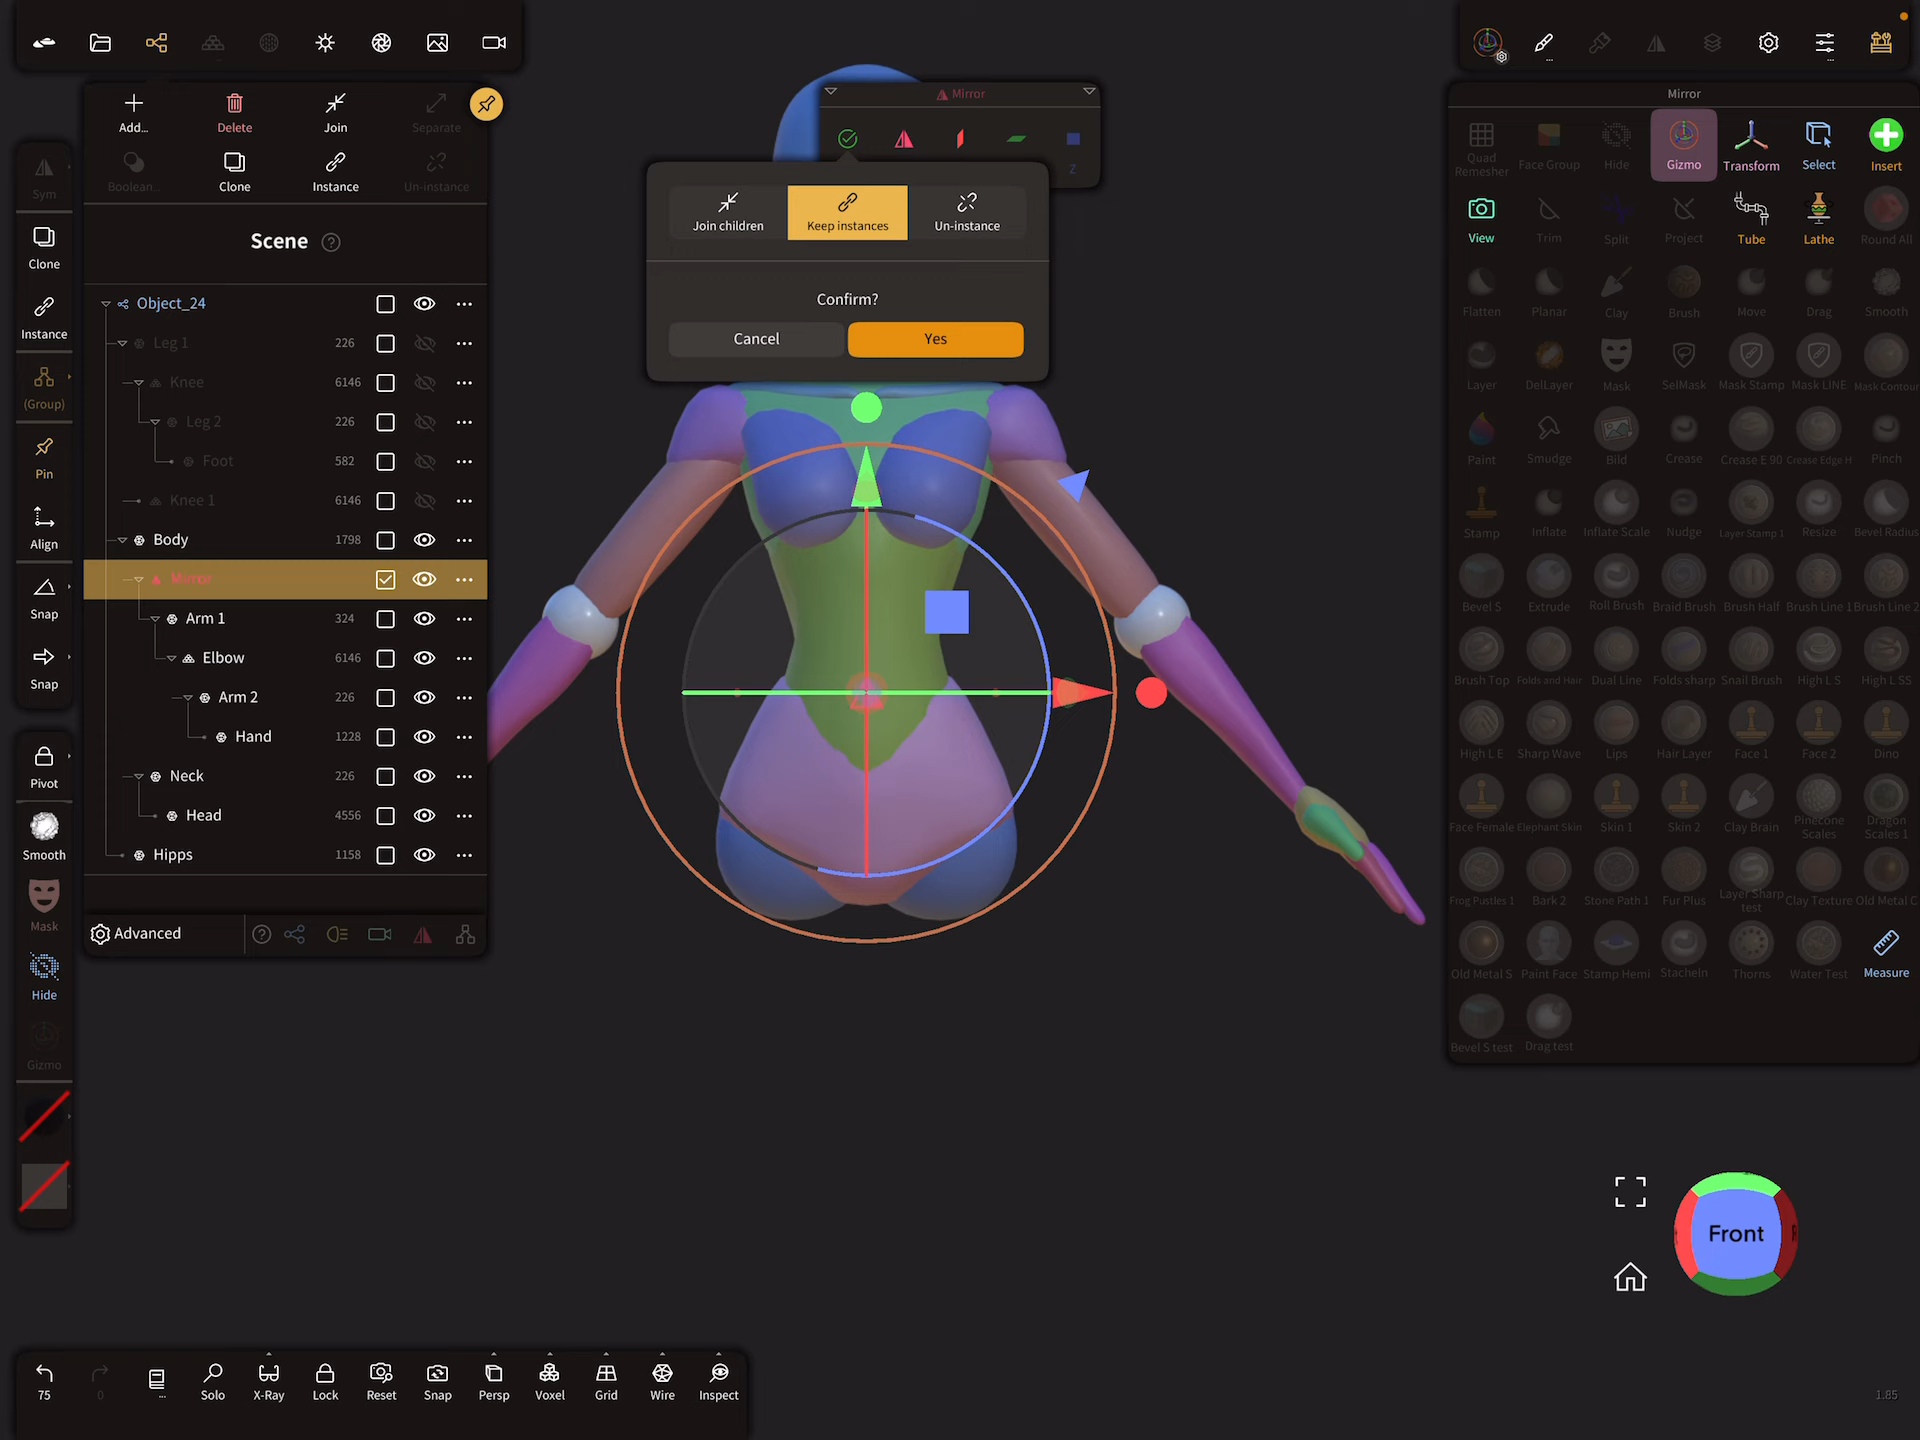 Add...
Delete
Join
Separate
Boolean...
Clone
Instance
Un-instance
Scene ?
Object_24
Leg 1 226
Knee 6146
Leg 2 226
Foot 582
Knee 1 6146
Body 1798
Mirror
Arm 1 324
Elbow 6146
Arm 2 226
Hand 1228
Neck 226
Head 4556
Hipps 1158
Advanced ?
Sym
Clone
Instance
(Group)
Pin
Align
Snap
Snap
Pivot
Smooth
Mask
Hide
Gizmo
Mirror
Z
Join children
Keep instances
Un-instance
Confirm?
Cancel
Yes
Mirror
Quad Remesher
Face Group
Hide
Gizmo
Transform
Select
Insert
View
Trim
Split
Project
Tube
Lathe
Round All
Flatten
Planar
Clay
Brush
Move
Drag
Smooth
Layer
DelLayer
Mask
SelMask
Mask Stamp
Mask LINE
Mask Contour
Paint
Smudge
Bild
Crease
Crease E 90
Crease Edge H
Pinch
Stamp
Inflate
Inflate Scale
Nudge
Layer Stamp 1
Resize
Bevel Radius
Bevel S
Extrude
Roll Brush
Braid Brush
Brush Half
Brush Line 1
Brush Line 2
Brush Top
Folds and Hair
Dual Line
Folds sharp
Snail Brush
High L S
High L SS
High L E
Sharp Wave
Lips
Hair Layer
Face 1
Face 2
Dino
Face Female
Elephant Skin
Skin 1
Skin 2
Clay Brain
Pinecone Scales
Dragon Scales 1
Frog Pustles 1
Bark 2
Stone Path 1
Fur Plus
Layer Sharp test
Clay Texture
Old Metal C
Old Metal S
Paint Face
Stamp Hemi
Stacheln
Thorns
Water Test
Measure
Bevel S test
Drag test
Front
75
0
Solo
X-Ray
Lock
Reset
Snap
Persp
Voxel
Grid
Wire
Inspect
1.85